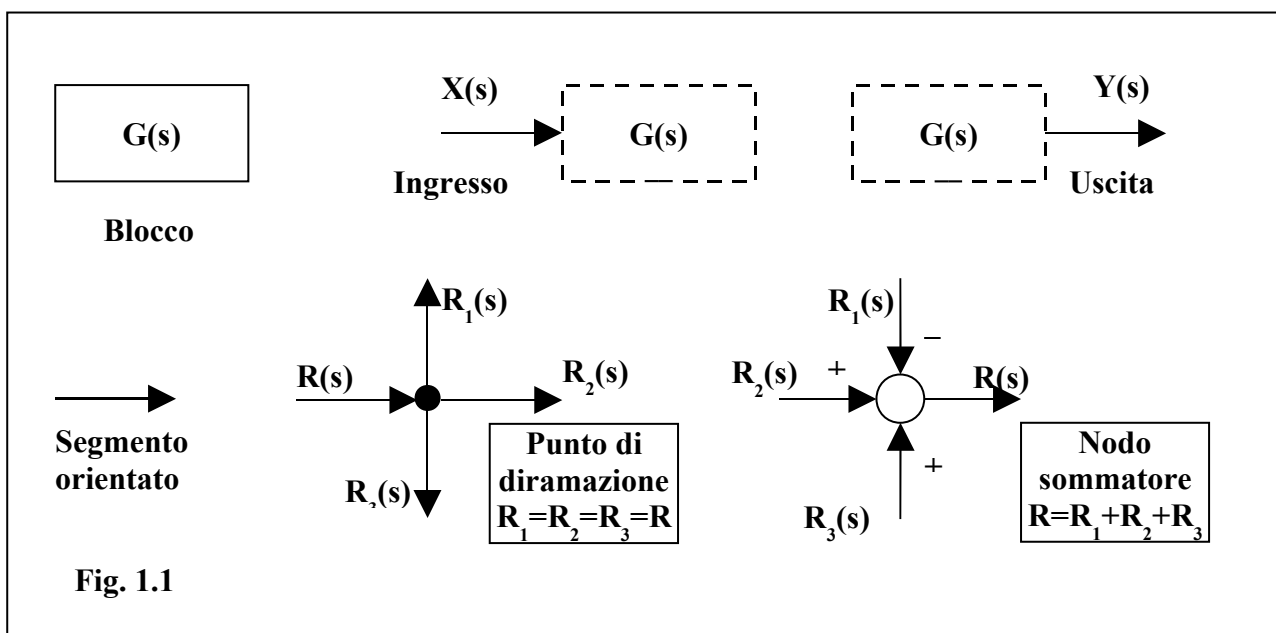 X(s)
Y(s)
G(s)
G(s)
G(s)
Ingresso
Uscita
Blocco
R₁(s)
R₁(s)
–
R(s)
R₂(s)
R₂(s)
+
R(s)
Segmento
orientato
Punto di
diramazione
R₁=R₂=R₃=R
Nodo
sommatore
R=R₁+R₂+R₃
+
R₃(s)
R₃(s)
Fig. 1.1